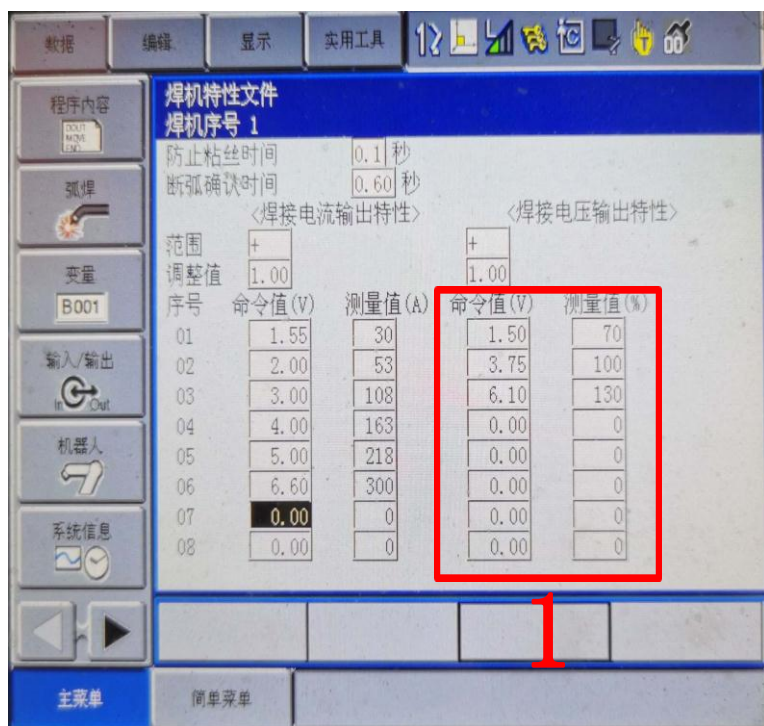 数据 编辑 显示 实用工具
程序内容
DOUT
MOVE
END
弧焊
变量
B001
输入/输出
In Out
机器人
系统信息
焊机特性文件
焊机序号 1
防止粘丝时间 0.1 秒
断弧确认时间 0.60 秒
<焊接电流输出特性> <焊接电压输出特性>
范围 + +
调整值 1.00 1.00
序号 命令值(V) 测量值(A) 命令值(V) 测量值(%)
01 1.55 30 1.50 70
02 2.00 53 3.75 100
03 3.00 108 6.10 130
04 4.00 163 0.00 0
05 5.00 218 0.00 0
06 6.60 300 0.00 0
07 0.00 0 0.00 0
08 0.00 0 0.00 0
1
主菜单 简单菜单